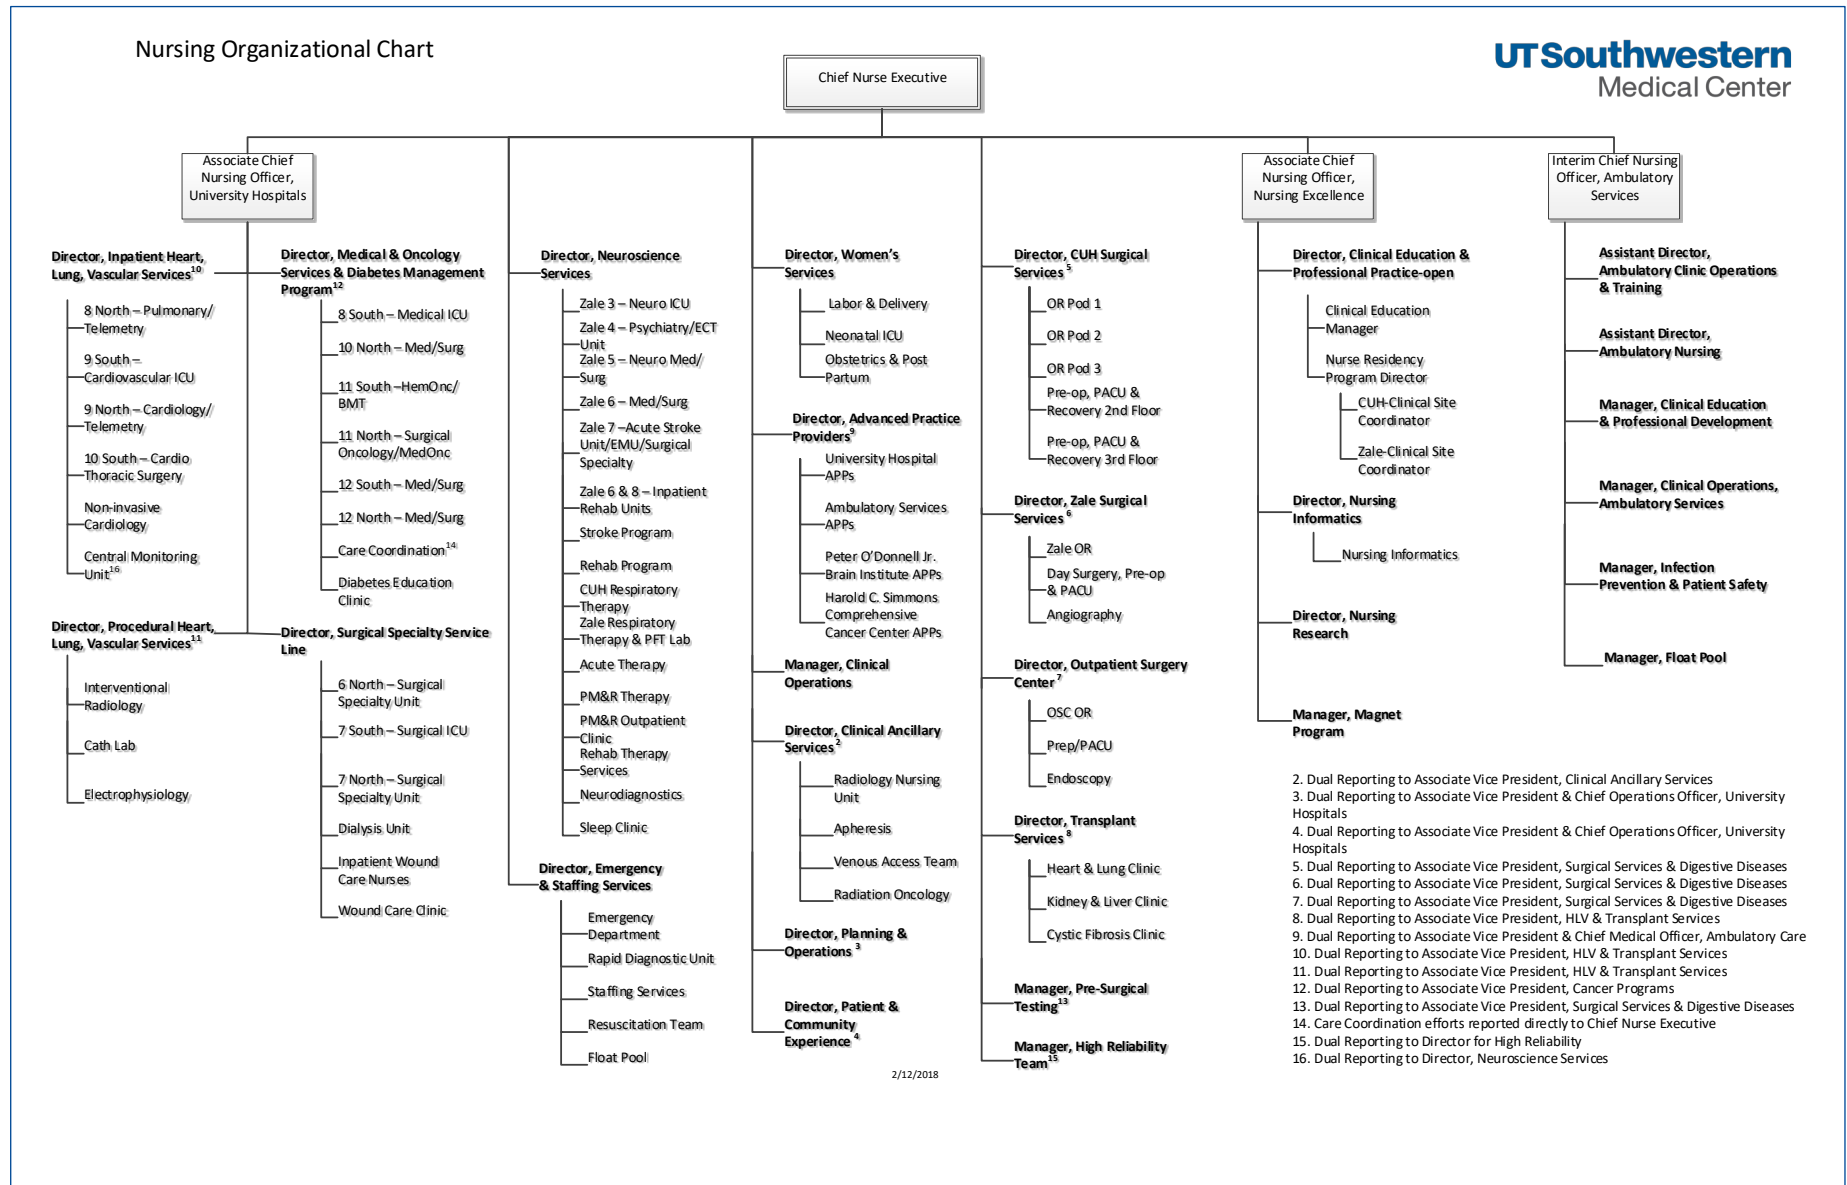 Nursing Organizational Chart
UTSouthwestern
Medical Center
Chief Nurse Executive
Associate Chief
Nursing Officer,
University Hospitals
Associate Chief
Nursing Officer,
Nursing Excellence
Interim Chief Nursing
Officer, Ambulatory
Services
Director, Inpatient Heart,
Lung, Vascular Services10
8 North – Pulmonary/
Telemetry
9 South –
Cardiovascular ICU
9 North – Cardiology/
Telemetry
10 South – Cardio
Thoracic Surgery
Non-invasive
Cardiology
Central Monitoring
Unit16
Director, Procedural Heart,
Lung, Vascular Services11
Interventional
Radiology
Cath Lab
Electrophysiology
Director, Medical & Oncology
Services & Diabetes Management
Program12
8 South – Medical ICU
10 North – Med/Surg
11 South –HemOnc/
BMT
11 North – Surgical
Oncology/MedOnc
12 South – Med/Surg
12 North – Med/Surg
Care Coordination14
Diabetes Education
Clinic
Director, Surgical Specialty Service
Line
6 North – Surgical
Specialty Unit
7 South – Surgical ICU
7 North – Surgical
Specialty Unit
Dialysis Unit
Inpatient Wound
Care Nurses
Wound Care Clinic
Director, Neuroscience
Services
Zale 3 – Neuro ICU
Zale 4 – Psychiatry/ECT
Unit
Zale 5 – Neuro Med/
Surg
Zale 6 – Med/Surg
Zale 7 –Acute Stroke
Unit/EMU/Surgical
Specialty
Zale 6 & 8 – Inpatient
Rehab Units
Stroke Program
Rehab Program
CUH Respiratory
Therapy
Zale Respiratory
Therapy & PFT Lab
Acute Therapy
PM&R Therapy
PM&R Outpatient
Clinic
Rehab Therapy
Services
Neurodiagnostics
Sleep Clinic
Director, Emergency
& Staffing Services
Emergency
Department
Rapid Diagnostic Unit
Staffing Services
Resuscitation Team
Float Pool
Director, Women's
Services
Labor & Delivery
Neonatal ICU
Obstetrics & Post
Partum
Director, Advanced Practice
Providers9
University Hospital
APPs
Ambulatory Services
APPs
Peter O'Donnell Jr.
Brain Institute APPs
Harold C. Simmons
Comprehensive
Cancer Center APPs
Manager, Clinical
Operations
Director, Clinical Ancillary
Services 2
Radiology Nursing
Unit
Apheresis
Venous Access Team
Radiation Oncology
Director, Planning &
Operations 3
Director, Patient &
Community
Experience 4
Director, CUH Surgical
Services 5
OR Pod 1
OR Pod 2
OR Pod 3
Pre-op, PACU &
Recovery 2nd Floor
Pre-op, PACU &
Recovery 3rd Floor
Director, Zale Surgical
Services 6
Zale OR
Day Surgery, Pre-op
& PACU
Angiography
Director, Outpatient Surgery
Center 7
OSC OR
Prep/PACU
Endoscopy
Director, Transplant
Services 8
Heart & Lung Clinic
Kidney & Liver Clinic
Cystic Fibrosis Clinic
Manager, Pre-Surgical
Testing13
Manager, High Reliability
Team15
Director, Clinical Education &
Professional Practice-open
Clinical Education
Manager
Nurse Residency
Program Director
CUH-Clinical Site
Coordinator
Zale-Clinical Site
Coordinator
Director, Nursing
Informatics
Nursing Informatics
Director, Nursing
Research
Manager, Magnet
Program
Assistant Director,
Ambulatory Clinic Operations
& Training
Assistant Director,
Ambulatory Nursing
Manager, Clinical Education
& Professional Development
Manager, Clinical Operations,
Ambulatory Services
Manager, Infection
Prevention & Patient Safety
Manager, Float Pool
2. Dual Reporting to Associate Vice President, Clinical Ancillary Services
3. Dual Reporting to Associate Vice President & Chief Operations Officer, University
Hospitals
4. Dual Reporting to Associate Vice President & Chief Operations Officer, University
Hospitals
5. Dual Reporting to Associate Vice President, Surgical Services & Digestive Diseases
6. Dual Reporting to Associate Vice President, Surgical Services & Digestive Diseases
7. Dual Reporting to Associate Vice President, Surgical Services & Digestive Diseases
8. Dual Reporting to Associate Vice President, HLV & Transplant Services
9. Dual Reporting to Associate Vice President & Chief Medical Officer, Ambulatory Care
10. Dual Reporting to Associate Vice President, HLV & Transplant Services
11. Dual Reporting to Associate Vice President, HLV & Transplant Services
12. Dual Reporting to Associate Vice President, Cancer Programs
13. Dual Reporting to Associate Vice President, Surgical Services & Digestive Diseases
14. Care Coordination efforts reported directly to Chief Nurse Executive
15. Dual Reporting to Director for High Reliability
16. Dual Reporting to Director, Neuroscience Services
2/12/2018